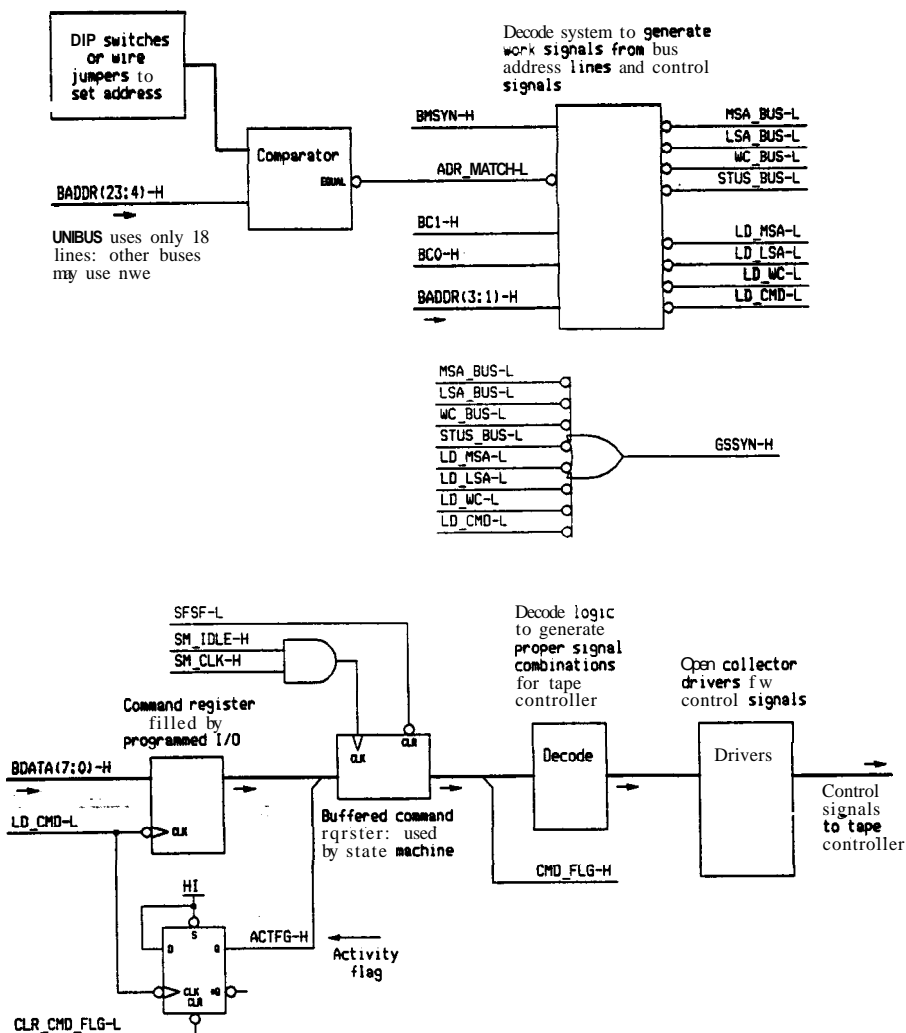 DIP switches
or wire
jumpers to
set address
Comparator
EQUAL
BADDR(23:4)-H
UNIBUS uses only 18
lines: other buses
may use nwe
Decode system to generate
work signals from bus
address lines and control
signals
BMSYN-H
ADR_MATCH-L
BC1-H
BC0-H
BADDR(3:1)-H
MSA_BUS-L
LSA_BUS-L
WC_BUS-L
STUS_BUS-L
LD_MSA-L
LD_LSA-L
LD_WC-L
LD_CMD-L
MSA_BUS-L
LSA_BUS-L
WC_BUS-L
STUS_BUS-L
LD_MSA-L
LD_LSA-L
LD_WC-L
LD_CMD-L
GSSYN-H
SFSF-L
SM_IDLE-H
SM_CLK-H
Command register
filled by
programmed I/O
BDATA(7:0)-H
LD_CMD-L
CLK
CLK
CLR
Buffered command
rqrster: used
by state machine
Decode logic
to generate
proper signal
combinations
for tape
controller
Decode
CMD_FLG-H
Open collector
drivers fw
control signals
Drivers
Control
signals
to tape
controller
HI
S
D
Q
CLK
*Q
CLR
ACTFG-H
Activity
flag
CLR_CMD_FLG-L